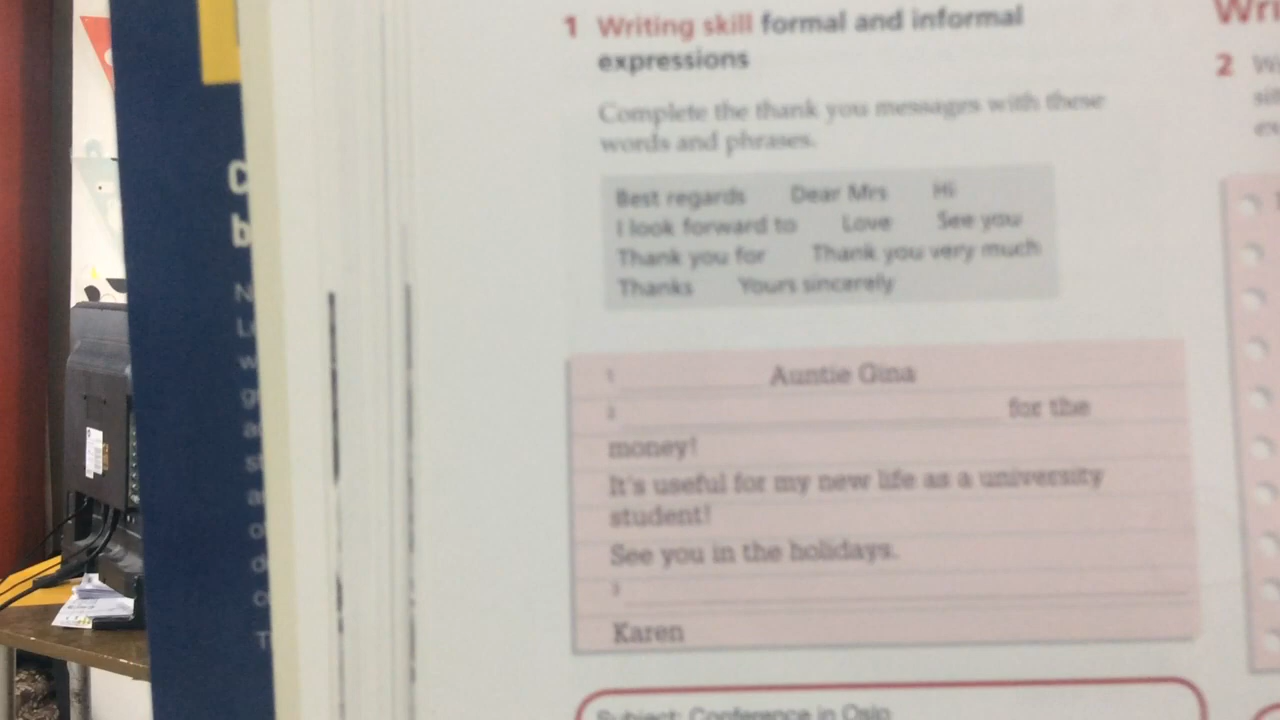 1 Writing skill formal and informal
expressions
Complete the thank you messages with these
words and phrases.
Best regards Dear Mrs Hi
I look forward to Love See you
Thank you for Thank you very much
Thanks Yours sincerely
1 Auntie Gina
2 for the
money!
It's useful for my new life as a university
student!
See you in the holidays.
3
Karen
Subject: Conference in Oslo
2